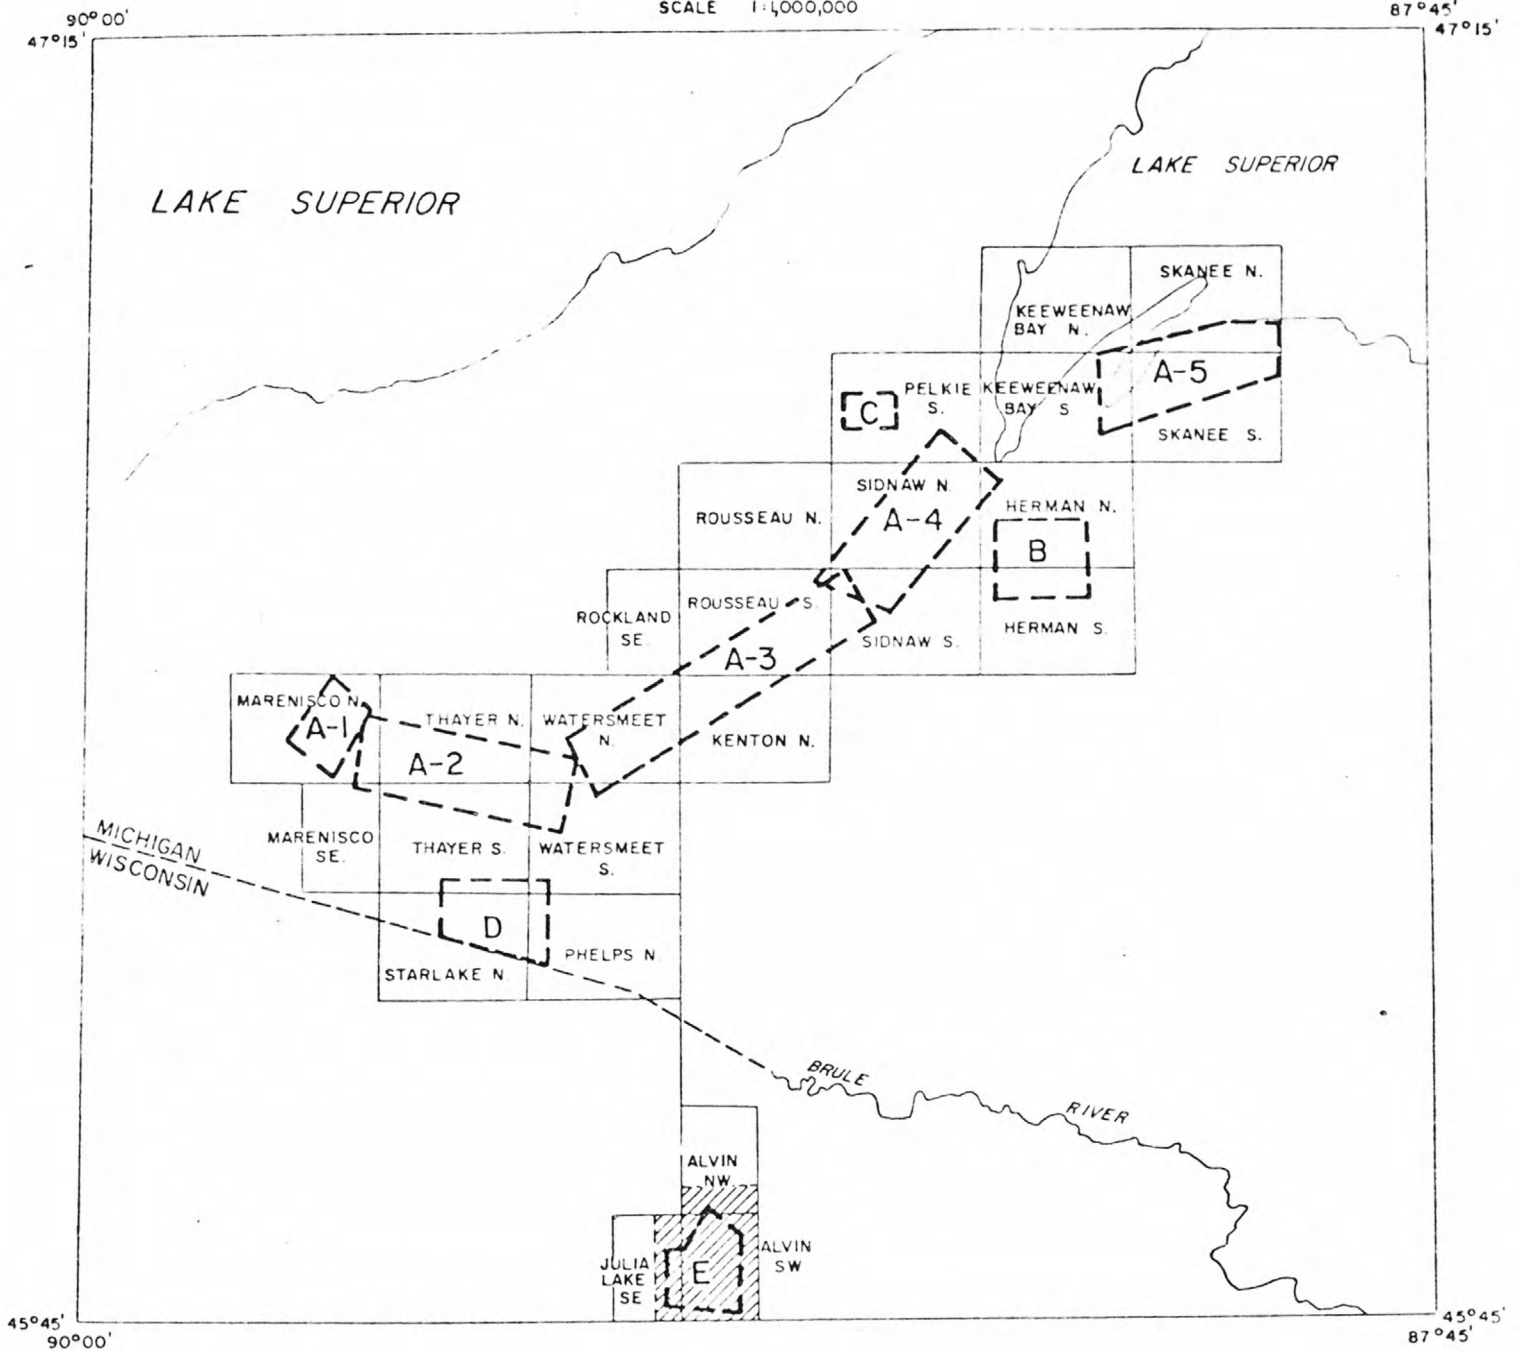 SCALE 1:1,000,000
90°00'
87°45'
47°15'
47°15'
LAKE SUPERIOR
LAKE SUPERIOR
SKANEE N.
KEEWEENAW
BAY N.
A-5
PELKIE
S.
KEEWEENAW
BAY S
C
SKANEE S.
SIDNAW N.
HERMAN N.
ROUSSEAU N.
A-4
B
ROUSSEAU S.
ROCKLAND
SE.
SIDNAW S.
HERMAN S.
A-3
MARENISCO N.
A-1
THAYER N.
WATERSMEET
N.
KENTON N.
A-2
MICHIGAN
WISCONSIN
MARENISCO
SE.
THAYER S.
WATERSMEET
S.
D
PHELPS N.
STARLAKE N.
BRULE
RIVER
ALVIN
NW.
JULIA
LAKE
SE
E
ALVIN
SW
45°45'
45°45'
90°00'
87°45'